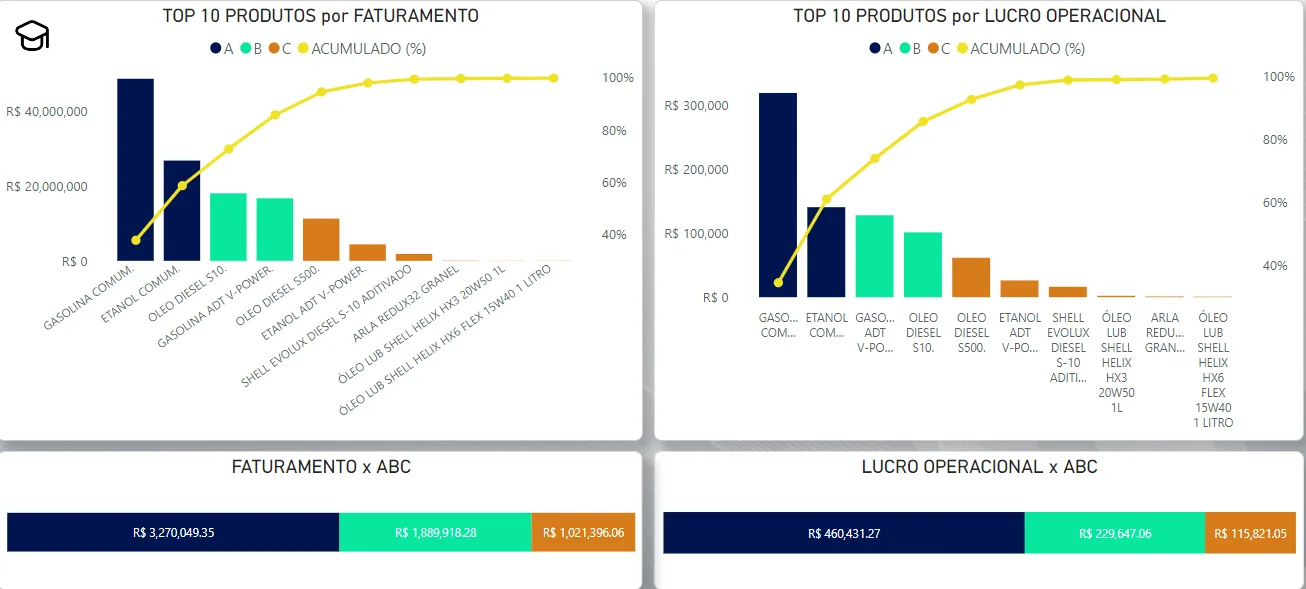 TOP 10 PRODUTOS por FATURAMENTO
A B C ACUMULADO (%)
R$ 40,000,000
R$ 20,000,000
R$ 0
100%
80%
60%
40%
GASOLINA COMUM.
ETANOL COMUM.
OLEO DIESEL S10.
GASOLINA ADT V-POWER.
OLEO DIESEL S500.
ETANOL ADT V-POWER.
SHELL EVOLUX DIESEL S-10 ADITIVADO
ARLA REDUX32 GRANEL
ÓLEO LUB SHELL HELIX HX3 20W50 1L
ÓLEO LUB SHELL HELIX HX6 FLEX 15W40 1 LITRO
TOP 10 PRODUTOS por LUCRO OPERACIONAL
A B C ACUMULADO (%)
R$ 300,000
R$ 200,000
R$ 100,000
R$ 0
100%
80%
60%
40%
GASO...
COM...
ETANOL
COM...
GASO...
ADT
V-PO...
OLEO
DIESEL
S10.
OLEO
DIESEL
S500.
ETANOL
ADT
V-PO...
SHELL
EVOLUX
DIESEL
S-10
ADITI...
ÓLEO
LUB
SHELL
HELIX
HX3
20W50
1L
ARLA
REDU...
GRAN...
ÓLEO
LUB
SHELL
HELIX
HX6
FLEX
15W40
1 LITRO
FATURAMENTO x ABC
R$ 3,270,049.35
R$ 1,889,918.28
R$ 1,021,396.06
LUCRO OPERACIONAL x ABC
R$ 460,431.27
R$ 229,647.06
R$ 115,821.05